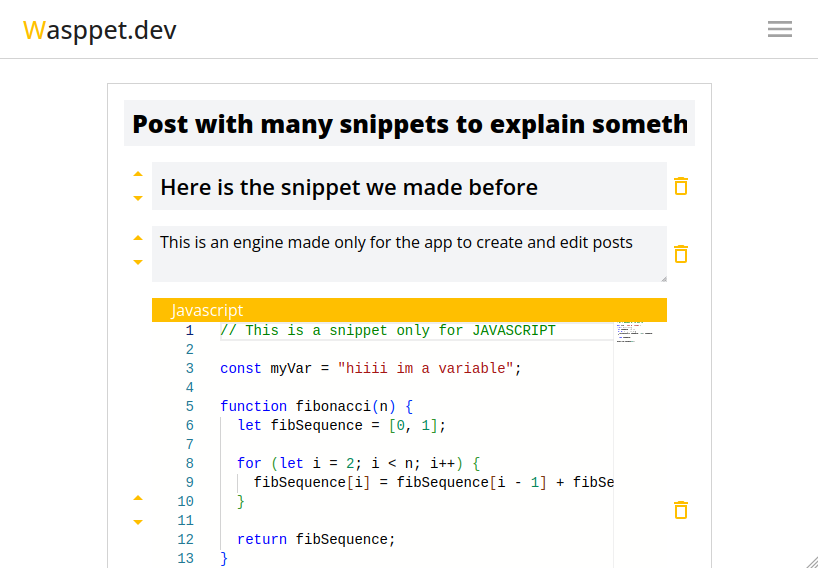 Wasppet.dev
Post with many snippets to explain someth
Here is the snippet we made before
This is an engine made only for the app to create and edit posts
Javascript
1 // This is a snippet only for JAVASCRIPT
2
3 const myVar = "hiiii im a variable";
4
5 function fibonacci(n) {
6 let fibSequence = [0, 1];
7
8 for (let i = 2; i < n; i++) {
9 fibSequence[i] = fibSequence[i - 1] + fibSe
10 }
11
12 return fibSequence;
13 }